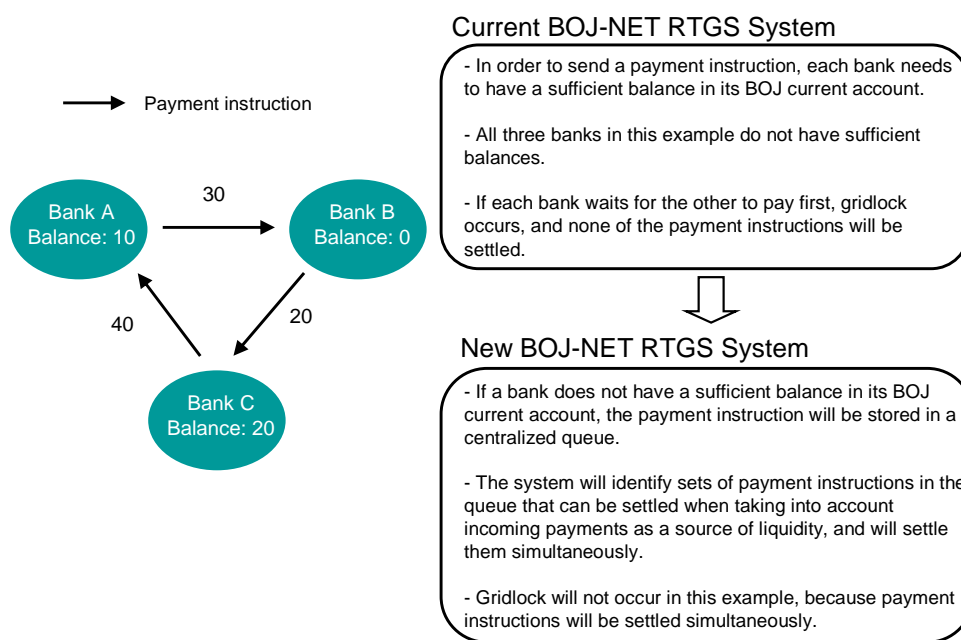 Current BOJ-NET RTGS System
- In order to send a payment instruction, each bank needs
to have a sufficient balance in its BOJ current account.
- All three banks in this example do not have sufficient
balances.
- If each bank waits for the other to pay first, gridlock
occurs, and none of the payment instructions will be
settled.
Payment instruction
30
Bank A
Balance: 10
Bank B
Balance: 0
40
20
Bank C
Balance: 20
New BOJ-NET RTGS System
- If a bank does not have a sufficient balance in its BOJ
current account, the payment instruction will be stored in a
centralized queue.
- The system will identify sets of payment instructions in the
queue that can be settled when taking into account
incoming payments as a source of liquidity, and will settle
them simultaneously.
- Gridlock will not occur in this example, because payment
instructions will be settled simultaneously.